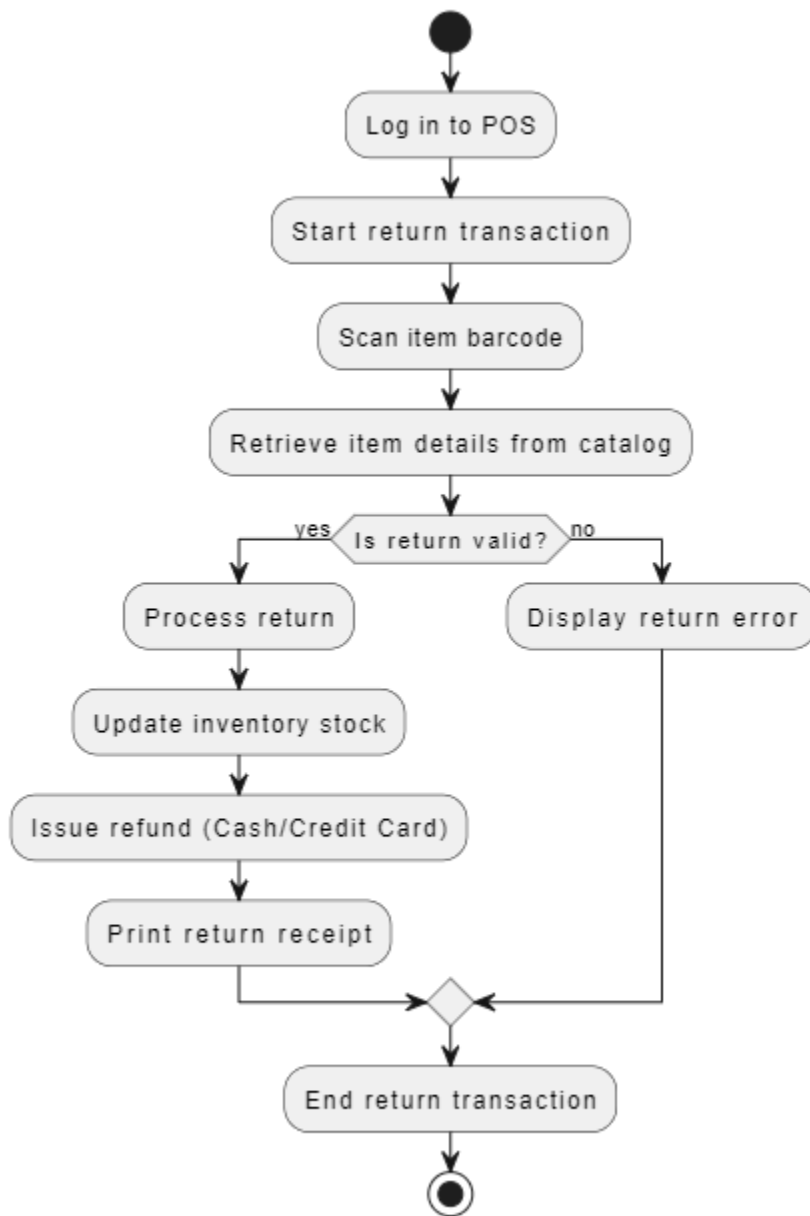 Log in to POS
Start return transaction
Scan item barcode
Retrieve item details from catalog
yes
Is return valid?
no
Process return
Display return error
Update inventory stock
Issue refund (Cash/Credit Card)
Print return receipt
End return transaction